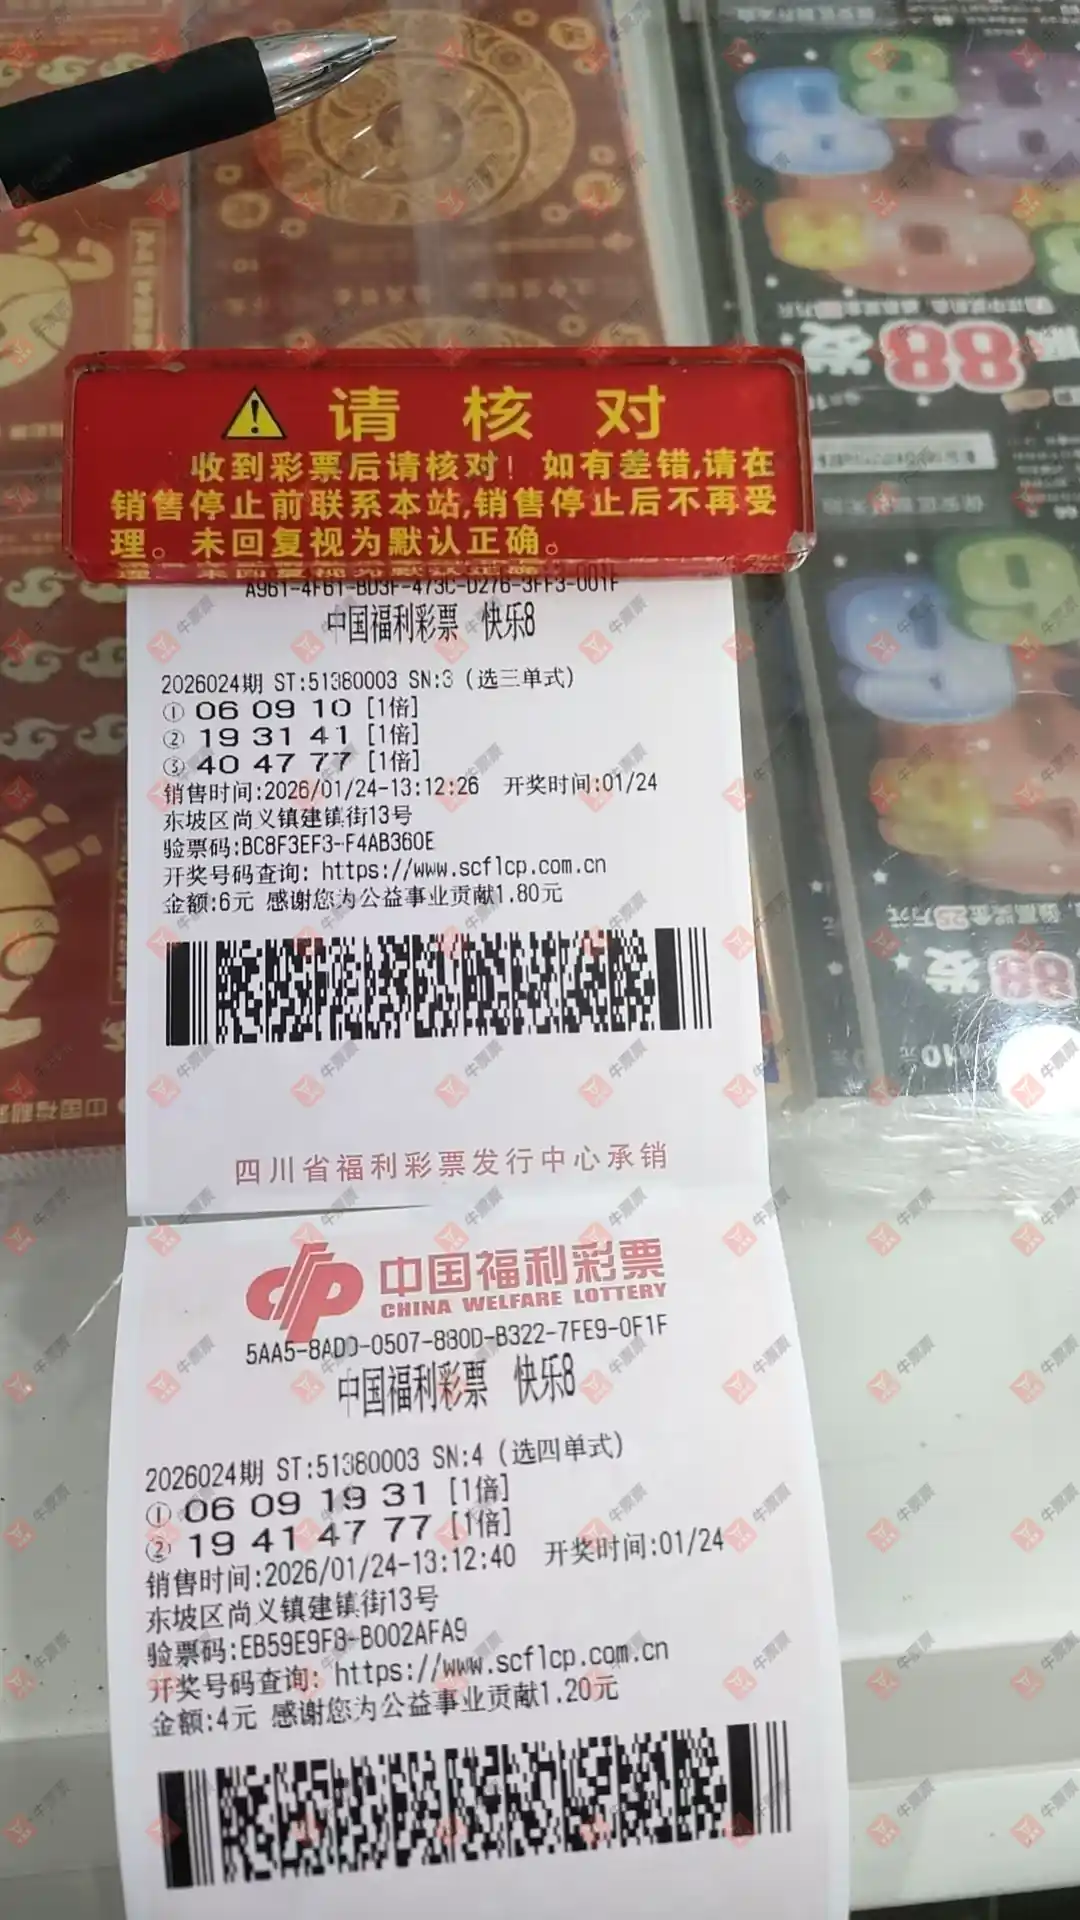 请核对
收到彩票后请核对！如有差错,请在
销售停止前联系本站,销售停止后不再受
理。未回复视为默认正确。
A961-4F61-BD3F-473C-D276-3FF3-001F
中国福利彩票 快乐8
2026024期 ST:51380003 SN:3 (选三单式)
① 06 09 10 [1倍]
② 19 31 41 [1倍]
③ 40 47 77 [1倍]
销售时间:2026/01/24-13:12:26 开奖时间:01/24
东坡区尚义镇建镇街13号
验票码:BC8F3EF3-F4AB360E
开奖号码查询: https://www.scflcp.com.cn
金额:6元 感谢您为公益事业贡献1.80元
四川省福利彩票发行中心承销
中国福利彩票
CHINA WELFARE LOTTERY
5AA5-8ADD-0507-880D-B322-7FE9-0F1F
中国福利彩票 快乐8
2026024期 ST:51380003 SN:4 (选四单式)
① 06 09 19 31 [1倍]
② 19 41 47 77 [1倍]
销售时间:2026/01/24-13:12:40 开奖时间:01/24
东坡区尚义镇建镇街13号
验票码:EB59E9F8-B002AFA9
开奖号码查询: https://www.scflcp.com.cn
金额:4元 感谢您为公益事业贡献1.20元
牛票票